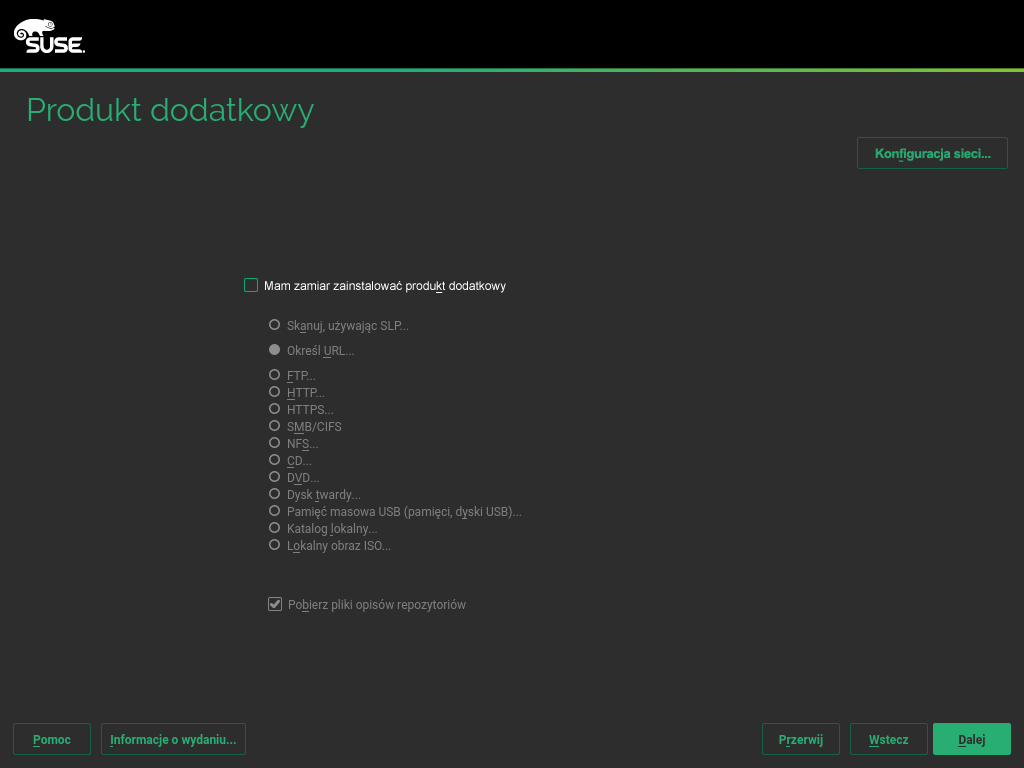 SUSE.
Produkt dodatkowy
Konfiguracja sieci...
Mam zamiar zainstalować produkt dodatkowy
Skanuj, używając SLP...
Określ URL...
FTP...
HTTP...
HTTPS...
SMB/CIFS
NFS...
CD...
DVD...
Dysk twardy...
Pamięć masowa USB (pamięci, dyski USB)...
Katalog lokalny...
Lokalny obraz ISO...
Pobierz pliki opisów repozytoriów
Pomoc Informacje o wydaniu... Przerwij Wstecz Dalej